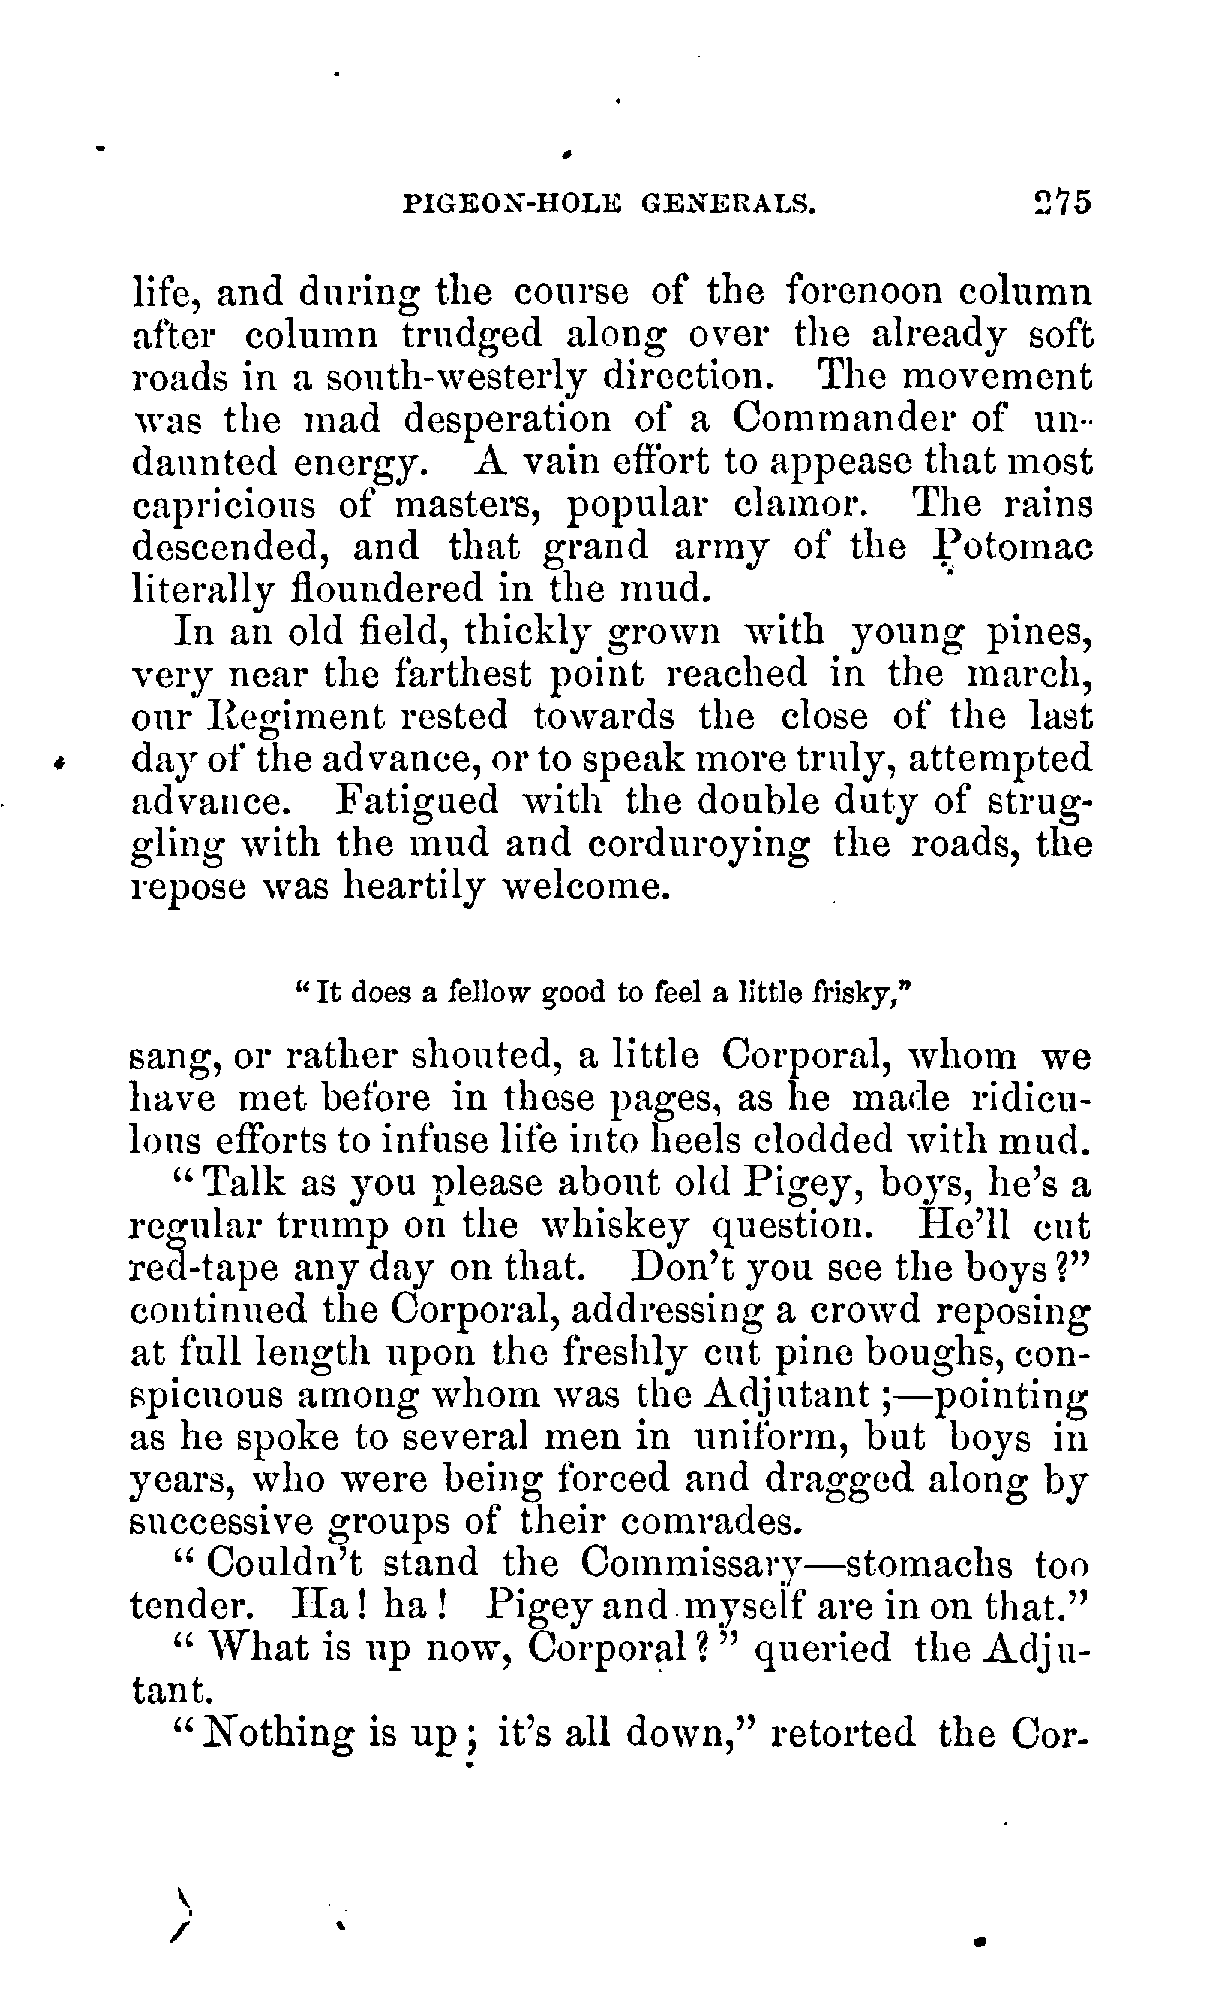 PIGEON-HOLE GENERALS. 275
life, and during the course of the forenoon column
after column trudged along over the already soft
roads in a south-westerly direction. The movement
was the mad desperation of a Commander of un-
daunted energy. A vain effort to appease that most
capricious of masters, popular clamor. The rains
descended, and that grand army of the Potomac
literally floundered in the mud.
In an old field, thickly grown with young pines,
very near the farthest point reached in the march,
our Regiment rested towards the close of the last
day of the advance, or to speak more truly, attempted
advance. Fatigued with the double duty of strug-
gling with the mud and corduroying the roads, the
repose was heartily welcome.
"It does a fellow good to feel a little frisky,"
sang, or rather shouted, a little Corporal, whom we
have met before in these pages, as he made ridicu-
lous efforts to infuse life into heels clodded with mud.
"Talk as you please about old Pigey, boys, he's a
regular trump on the whiskey question. He'll cut
red-tape any day on that. Don't you see the boys?"
continued the Corporal, addressing a crowd reposing
at full length upon the freshly cut pine boughs, con-
spicuous among whom was the Adjutant;—pointing
as he spoke to several men in uniform, but boys in
years, who were being forced and dragged along by
successive groups of their comrades.
"Couldn't stand the Commissary—stomachs too
tender. Ha! ha! Pigey and myself are in on that."
"What is up now, Corporal?" queried the Adju-
tant.
"Nothing is up; it's all down," retorted the Cor-